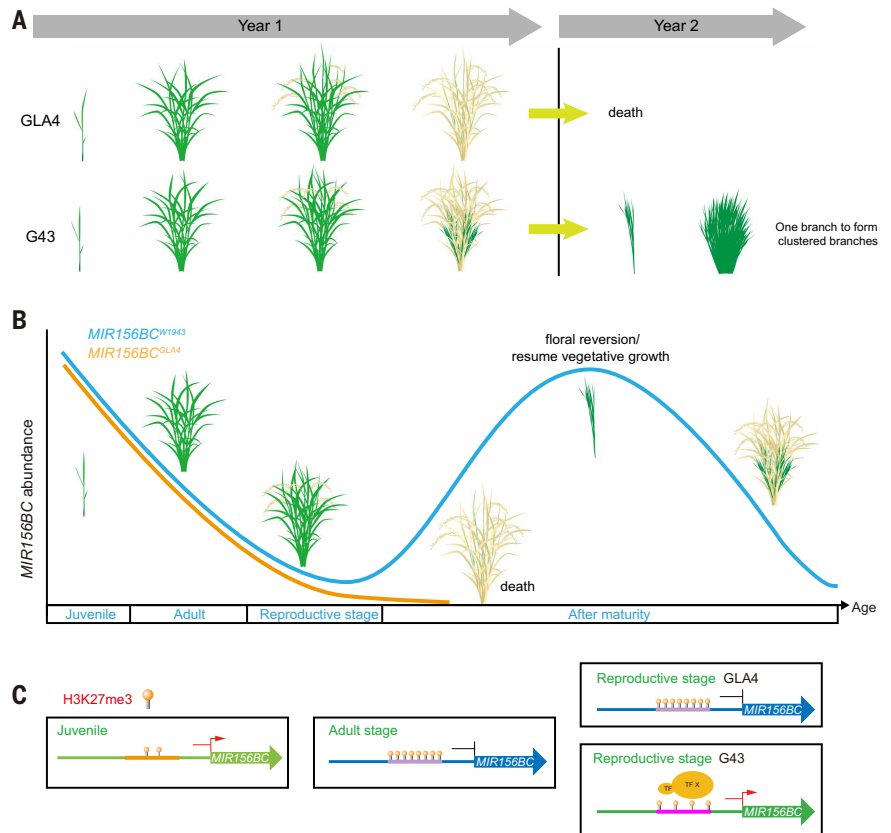 A
Year 1
Year 2
GLA4
death
G43
One branch to form
clustered branches
B
MIR156BC^W1943
MIR156BC^GLA4
floral reversion/
resume vegetative growth
MIR156BC abundance
death
Age
Juvenile
Adult
Reproductive stage
After maturity
C
H3K27me3
Juvenile
MIR156BC
Adult stage
MIR156BC
Reproductive stage GLA4
MIR156BC
Reproductive stage G43
TF
TF X
MIR156BC